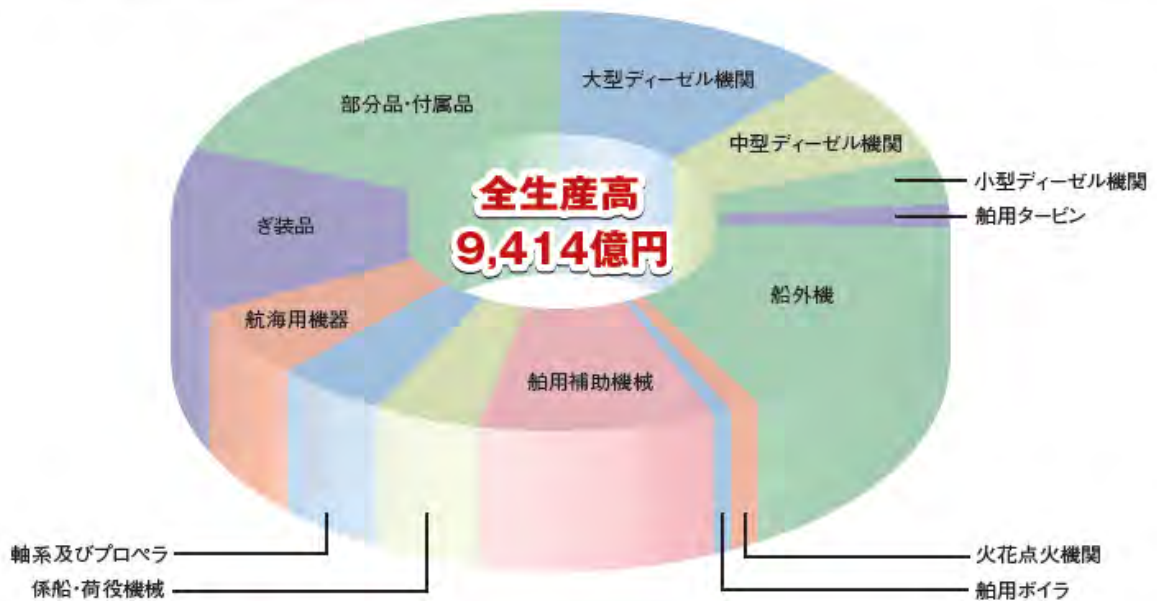 大型ディーゼル機関
部分品・付属品
中型ディーゼル機関
小型ディーゼル機関
全生産高
舶用タービン
ぎ装品
9,414億円
船外機
航海用機器
舶用補助機械
軸系及びプロペラ
火花点火機関
係船・荷役機械
舶用ボイラ